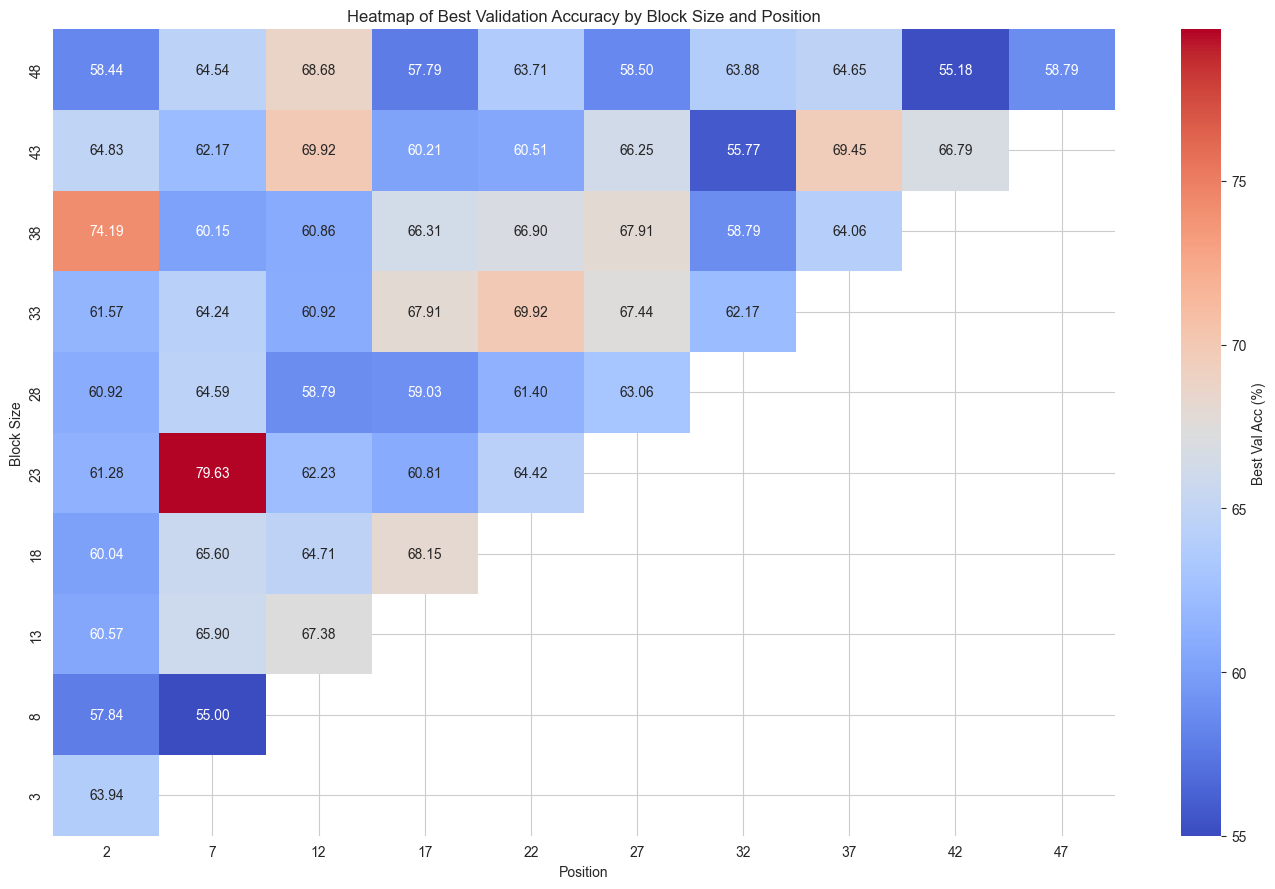 Heatmap of Best Validation Accuracy by Block Size and Position
48 58.44 64.54 68.68 57.79 63.71 58.50 63.88 64.65 55.18 58.79
43 64.83 62.17 69.92 60.21 60.51 66.25 55.77 69.45 66.79
38 74.19 60.15 60.86 66.31 66.90 67.91 58.79 64.06
33 61.57 64.24 60.92 67.91 69.92 67.44 62.17
28 60.92 64.59 58.79 59.03 61.40 63.06
23 61.28 79.63 62.23 60.81 64.42
18 60.04 65.60 64.71 68.15
13 60.57 65.90 67.38
8 57.84 55.00
3 63.94
2 7 12 17 22 27 32 37 42 47
Position
Block Size
75
70
65
60
55
Best Val Acc (%)